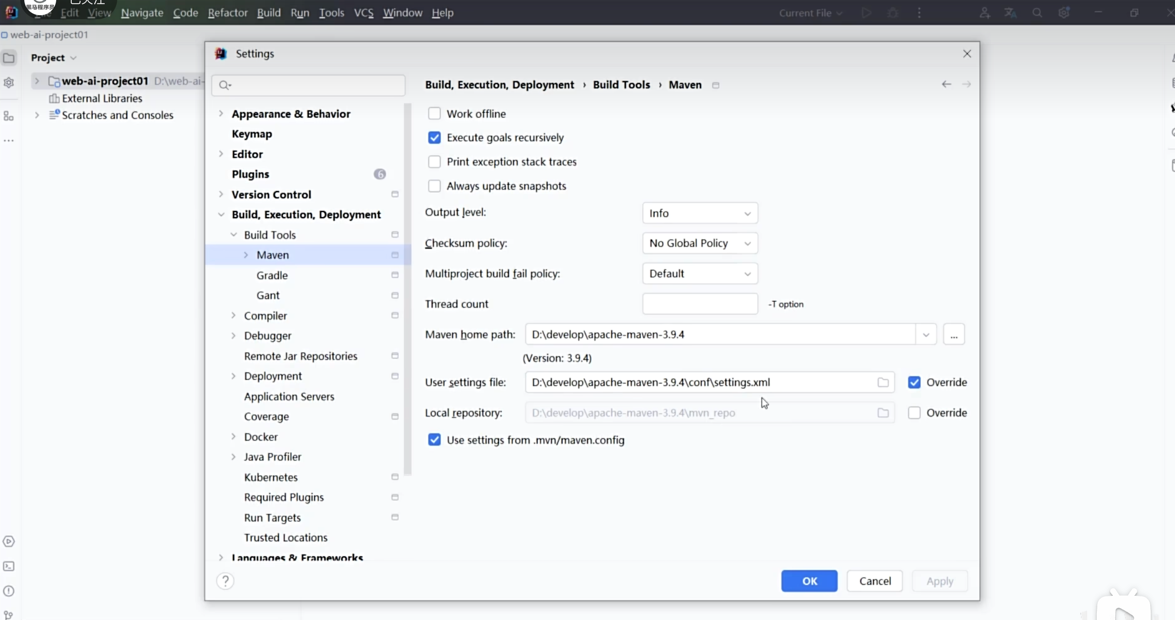 已关注
Edit View Navigate Code Refactor Build Run Tools VCS Window Help Current File
web-ai-project01
Project
web-ai-project01 D:\web-ai-
External Libraries
Scratches and Consoles
Settings
Build, Execution, Deployment › Build Tools › Maven
Appearance & Behavior
Keymap
Editor
Plugins 6
Version Control
Build, Execution, Deployment
Build Tools
Maven
Gradle
Gant
Compiler
Debugger
Remote Jar Repositories
Deployment
Application Servers
Coverage
Docker
Java Profiler
Kubernetes
Required Plugins
Run Targets
Trusted Locations
Languages & Frameworks
Work offline
Execute goals recursively
Print exception stack traces
Always update snapshots
Output level: Info
Checksum policy: No Global Policy
Multiproject build fail policy: Default
Thread count -T option
Maven home path: D:\develop\apache-maven-3.9.4 ...
(Version: 3.9.4)
User settings file: D:\develop\apache-maven-3.9.4\conf\settings.xml Override
Local repository: D:\develop\apache-maven-3.9.4\mvn_repo Override
Use settings from .mvn/maven.config
? OK Cancel Apply